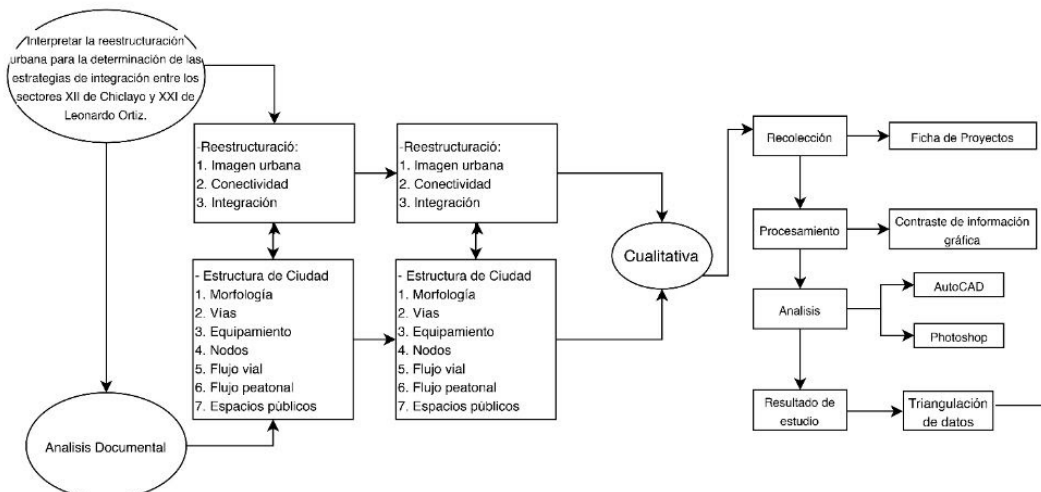 Interpretar la reestructuración
urbana para la determinación de las
estrategias de integración entre los
sectores XII de Chiclayo y XXI de
Leonardo Ortiz.
-Reestructuració:
1. Imagen urbana
2. Conectividad
3. Integración
-Reestructuració:
1. Imagen urbana
2. Conectividad
3. Integración
- Estructura de Ciudad
1. Morfología
2. Vías
3. Equipamiento
4. Nodos
5. Flujo vial
6. Flujo peatonal
7. Espacios públicos
- Estructura de Ciudad
1. Morfología
2. Vías
3. Equipamiento
4. Nodos
5. Flujo vial
6. Flujo peatonal
7. Espacios públicos
Analisis Documental
Cualitativa
Recolección
Ficha de Proyectos
Procesamiento
Contraste de información
gráfica
Analisis
AutoCAD
Photoshop
Resultado de
estudio
Triangulación
de datos